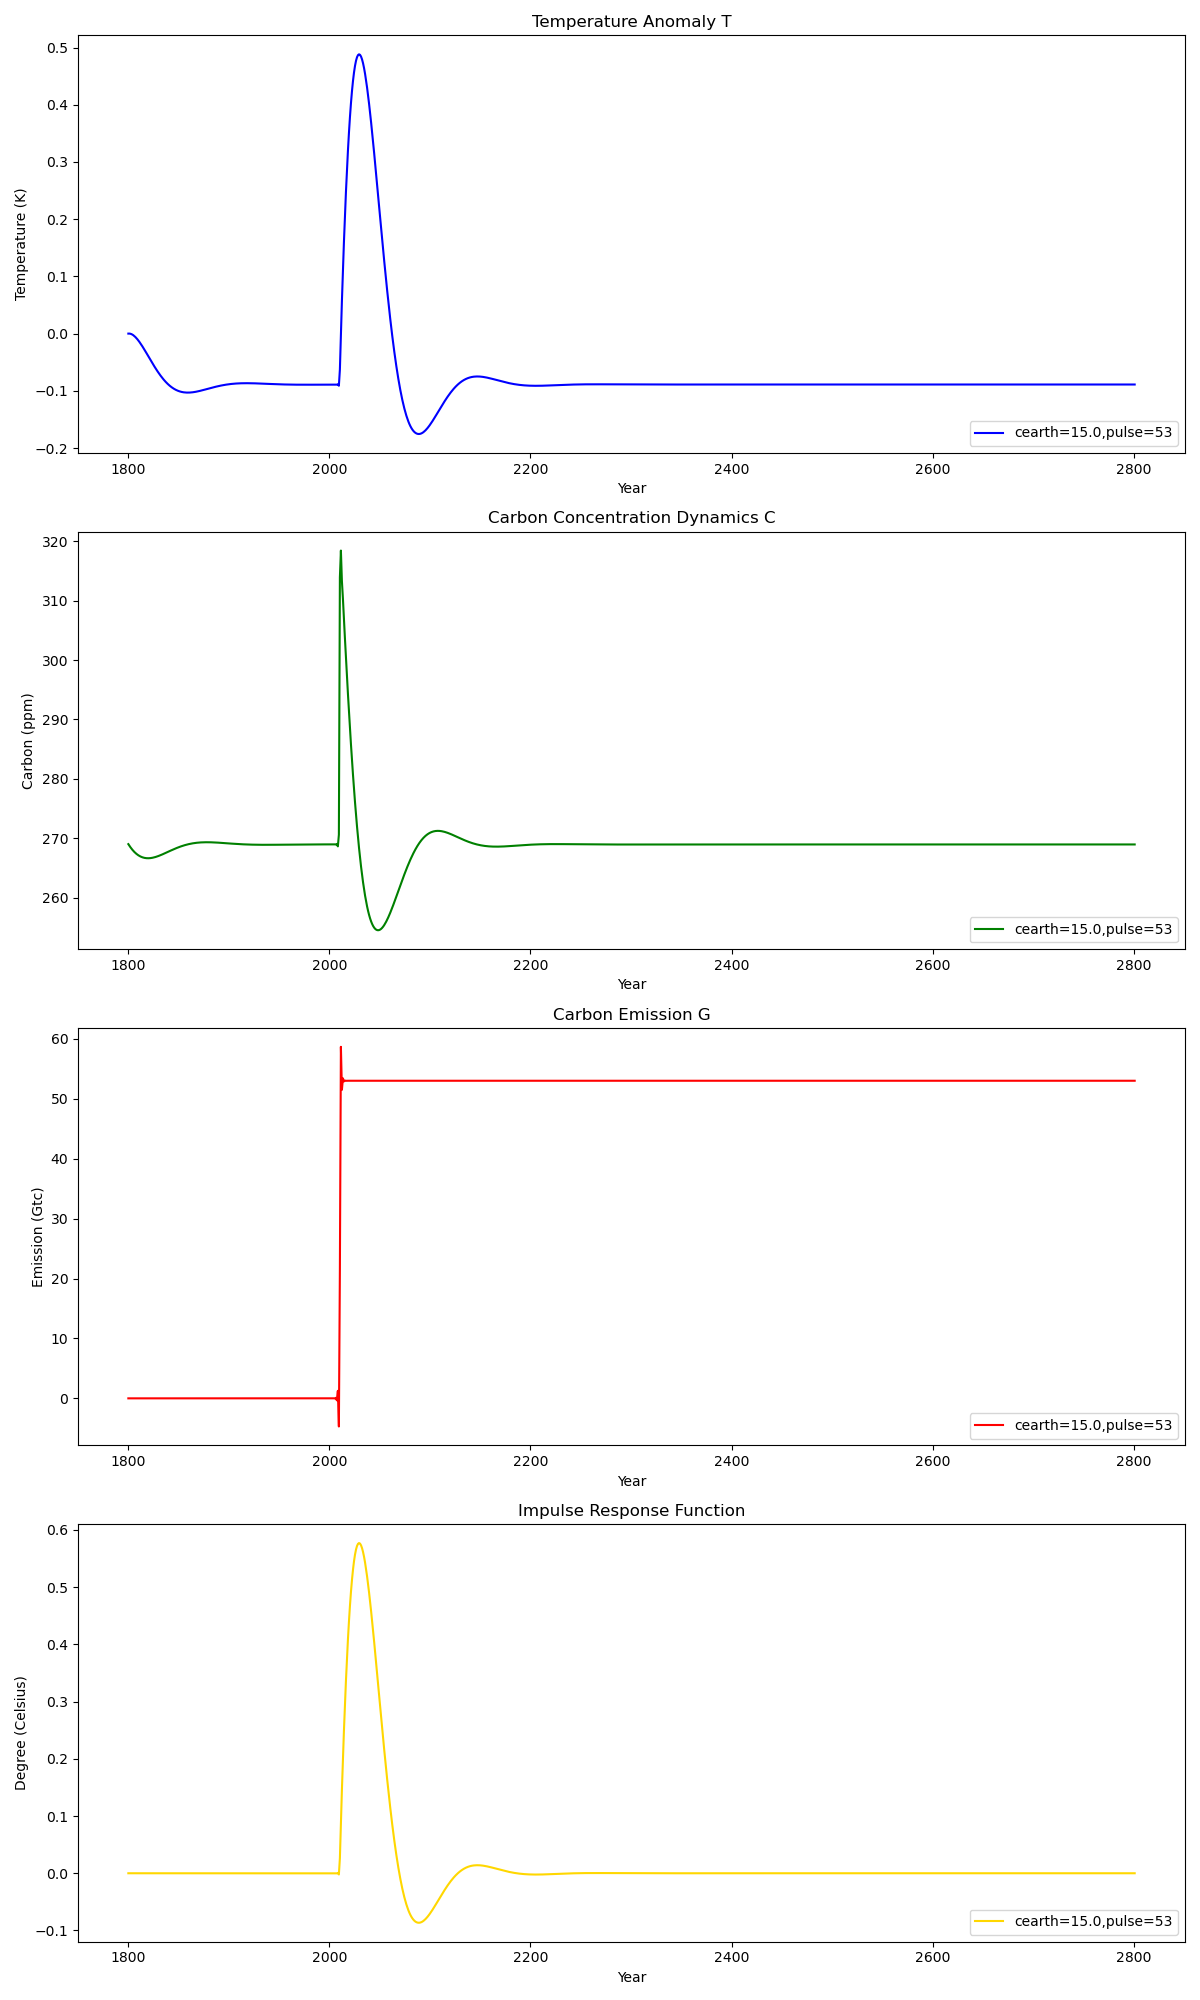 Temperature Anomaly T
Temperature (K)
0.5
0.4
0.3
0.2
0.1
0.0
−0.1
−0.2
cearth=15.0,pulse=53
1800 2000 2200 2400 2600 2800
Year
Carbon Concentration Dynamics C
Carbon (ppm)
320
310
300
290
280
270
260
cearth=15.0,pulse=53
1800 2000 2200 2400 2600 2800
Year
Carbon Emission G
Emission (Gtc)
60
50
40
30
20
10
0
cearth=15.0,pulse=53
1800 2000 2200 2400 2600 2800
Year
Impulse Response Function
Degree (Celsius)
0.6
0.5
0.4
0.3
0.2
0.1
0.0
−0.1
cearth=15.0,pulse=53
1800 2000 2200 2400 2600 2800
Year